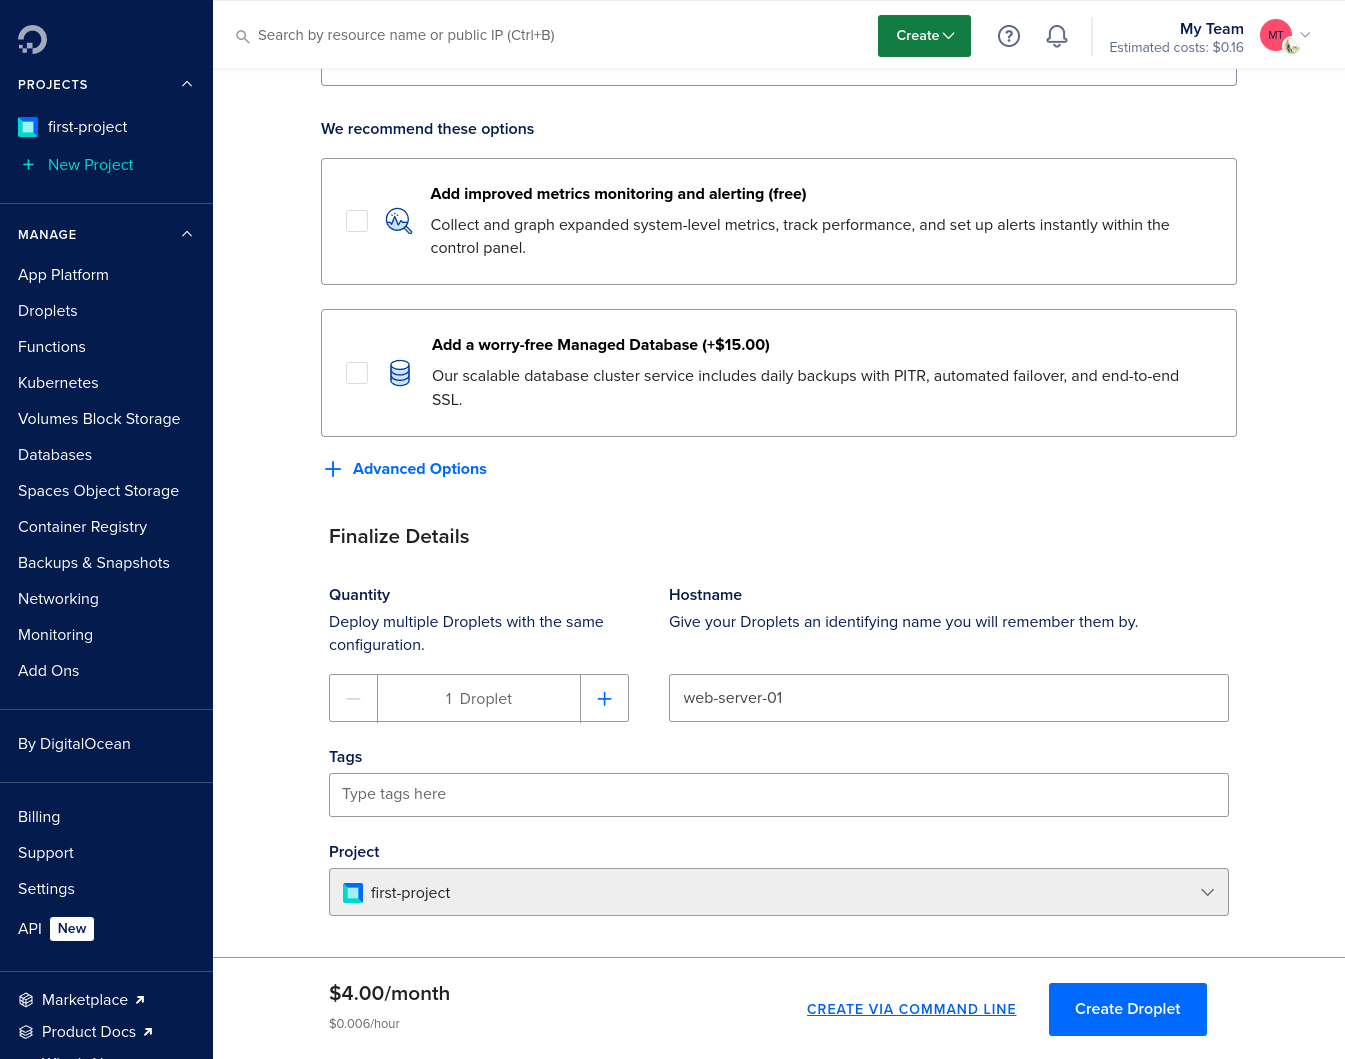 PROJECTS
first-project
+ New Project
MANAGE
App Platform
Droplets
Functions
Kubernetes
Volumes Block Storage
Databases
Spaces Object Storage
Container Registry
Backups & Snapshots
Networking
Monitoring
Add Ons
By DigitalOcean
Billing
Support
Settings
API New
Marketplace
Product Docs
Search by resource name or public IP (Ctrl+B)
Create
My Team
Estimated costs: $0.16
MT
We recommend these options
Add improved metrics monitoring and alerting (free)
Collect and graph expanded system-level metrics, track performance, and set up alerts instantly within the
control panel.
Add a worry-free Managed Database (+$15.00)
Our scalable database cluster service includes daily backups with PITR, automated failover, and end-to-end
SSL.
+ Advanced Options
Finalize Details
Quantity
Deploy multiple Droplets with the same
configuration.
1 Droplet
Hostname
Give your Droplets an identifying name you will remember them by.
web-server-01
Tags
Type tags here
Project
first-project
$4.00/month
$0.006/hour
CREATE VIA COMMAND LINE
Create Droplet